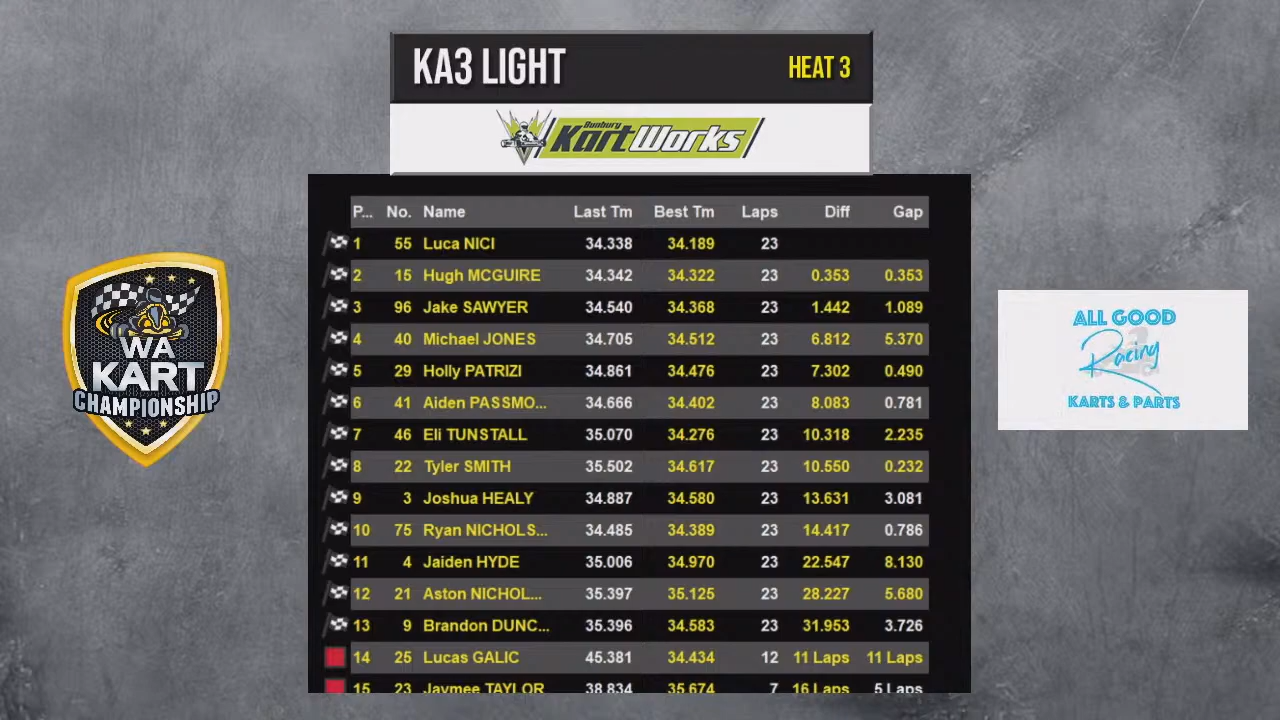 KA3 LIGHT HEAT 3
Bunbury
KartWorks
P... No. Name Last Tm Best Tm Laps Diff Gap
1 55 Luca NICI 34.338 34.189 23
2 15 Hugh MCGUIRE 34.342 34.322 23 0.353 0.353
3 96 Jake SAWYER 34.540 34.368 23 1.442 1.089
4 40 Michael JONES 34.705 34.512 23 6.812 5.370
5 29 Holly PATRIZI 34.861 34.476 23 7.302 0.490
6 41 Aiden PASSMO... 34.666 34.402 23 8.083 0.781
7 46 Eli TUNSTALL 35.070 34.276 23 10.318 2.235
8 22 Tyler SMITH 35.502 34.617 23 10.550 0.232
9 3 Joshua HEALY 34.887 34.580 23 13.631 3.081
10 75 Ryan NICHOLS... 34.485 34.389 23 14.417 0.786
11 4 Jaiden HYDE 35.006 34.970 23 22.547 8.130
12 21 Aston NICHOL... 35.397 35.125 23 28.227 5.680
13 9 Brandon DUNC... 35.396 34.583 23 31.953 3.726
14 25 Lucas GALIC 45.381 34.434 12 11 Laps 11 Laps
15 23 Jaymee TAYLOR 38.834 35.674 7 16 Laps 5 Laps
WA
KART
CHAMPIONSHIP
ALL GOOD
Racing
KARTS & PARTS